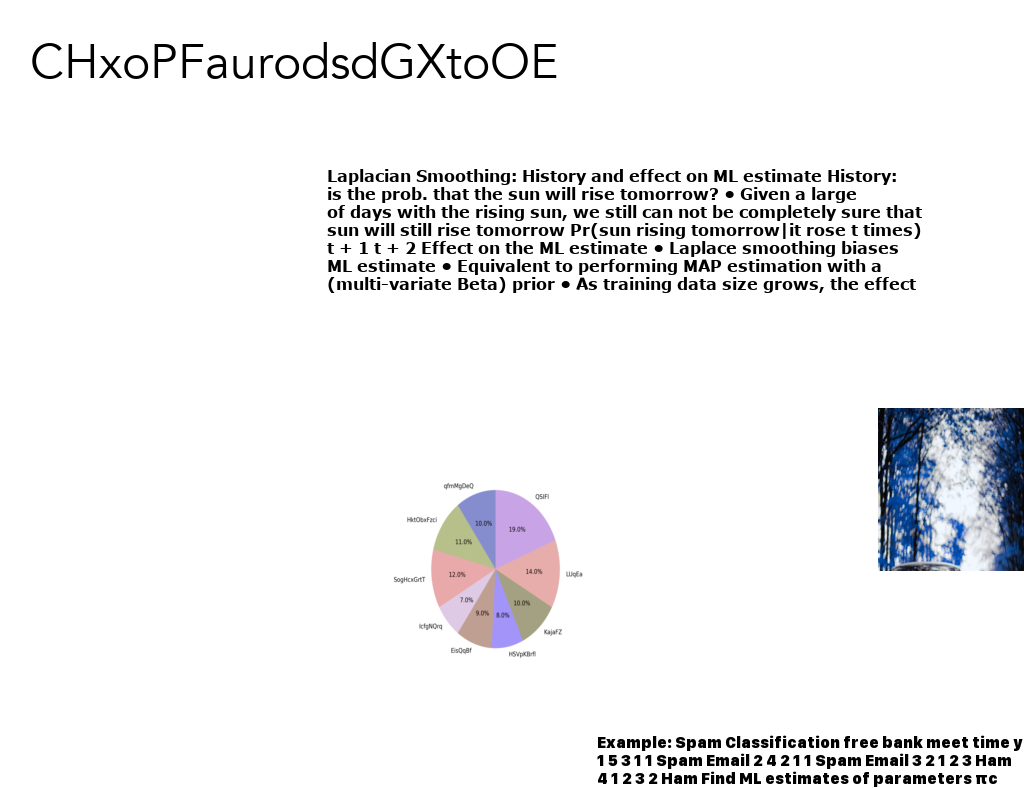 CHxoPFaurodsdGXtoOE
Laplacian Smoothing: History and effect on ML estimate History:
is the prob. that the sun will rise tomorrow? ● Given a large
of days with the rising sun, we still can not be completely sure that
sun will still rise tomorrow Pr(sun rising tomorrow|it rose t times)
t + 1 t + 2 Effect on the ML estimate ● Laplace smoothing biases
ML estimate ● Equivalent to performing MAP estimation with a
(multi-variate Beta) prior ● As training data size grows, the effect
qfmMgDeQ
QSIFl
10.0%
19.0%
HktObxFzci
11.0%
SogHcxGrtT
12.0%
14.0%
LUqEa
7.0%
10.0%
9.0%
8.0%
IcfgNQrq
KajaFZ
EisQqBf
HSVpKBrfl
Example: Spam Classification free bank meet time y
1 5 3 1 1 Spam Email 2 4 2 1 1 Spam Email 3 2 1 2 3 Ham
4 1 2 3 2 Ham Find ML estimates of parameters πc